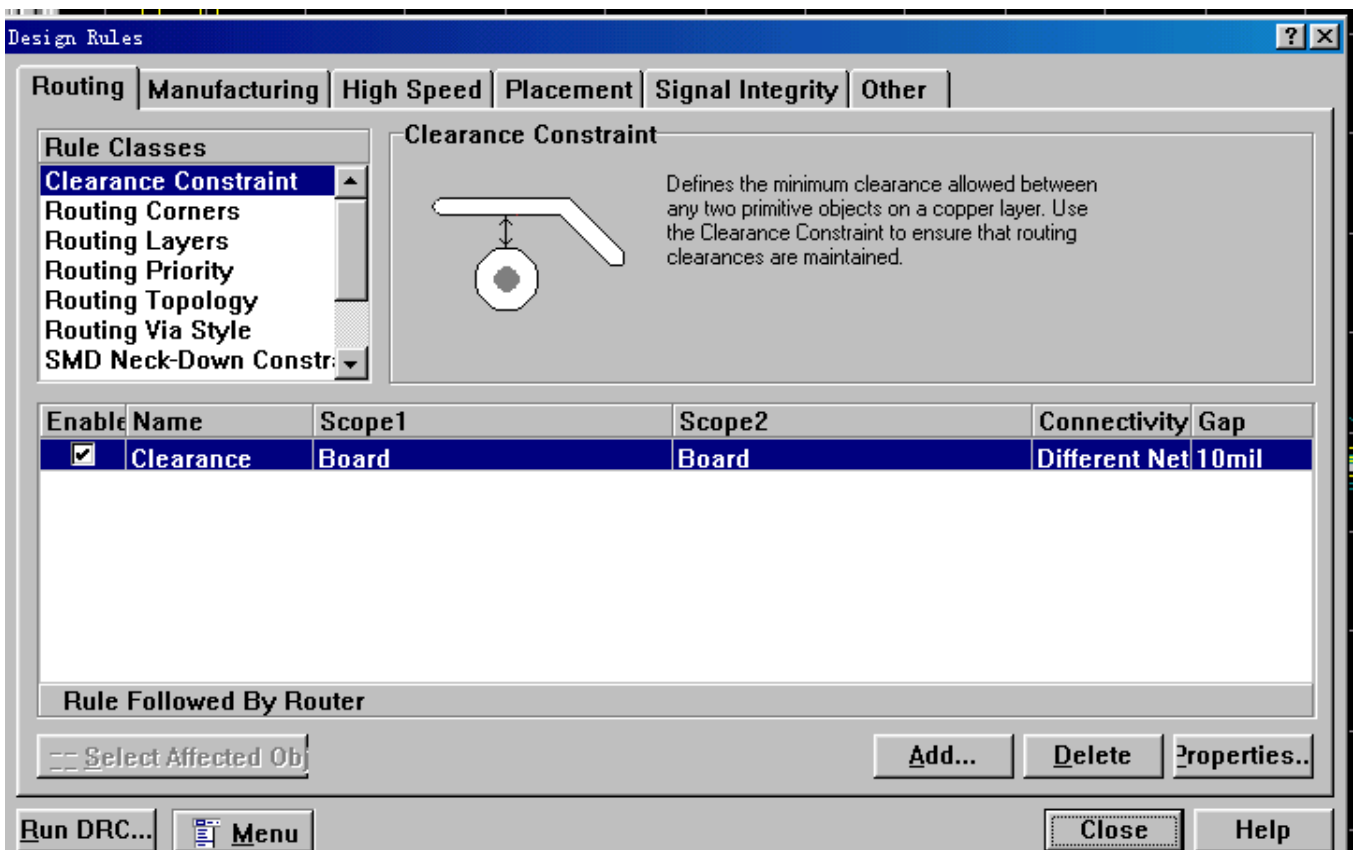 Design Rules
Routing Manufacturing High Speed Placement Signal Integrity Other
Rule Classes
Clearance Constraint
Routing Corners
Routing Layers
Routing Priority
Routing Topology
Routing Via Style
SMD Neck-Down Constr
Clearance Constraint
Defines the minimum clearance allowed between
any two primitive objects on a copper layer. Use
the Clearance Constraint to ensure that routing
clearances are maintained.
Enable Name Scope1 Scope2 Connectivity Gap
Clearance Board Board Different Net 10mil
Rule Followed By Router
Select Affected Obj
Add... Delete Properties..
Run DRC... Menu Close Help